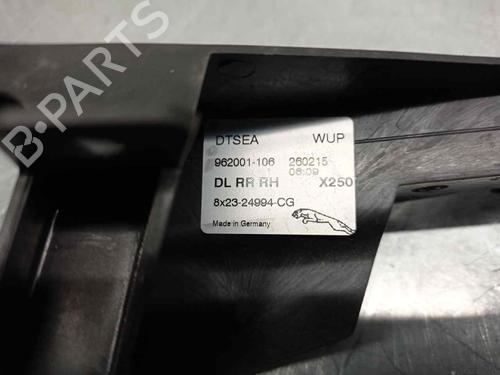 DTSEA WUP
962001-106 260215
06:09
DL RR RH X250
8x23-24994-CG
Made in Germany
B-PARTS